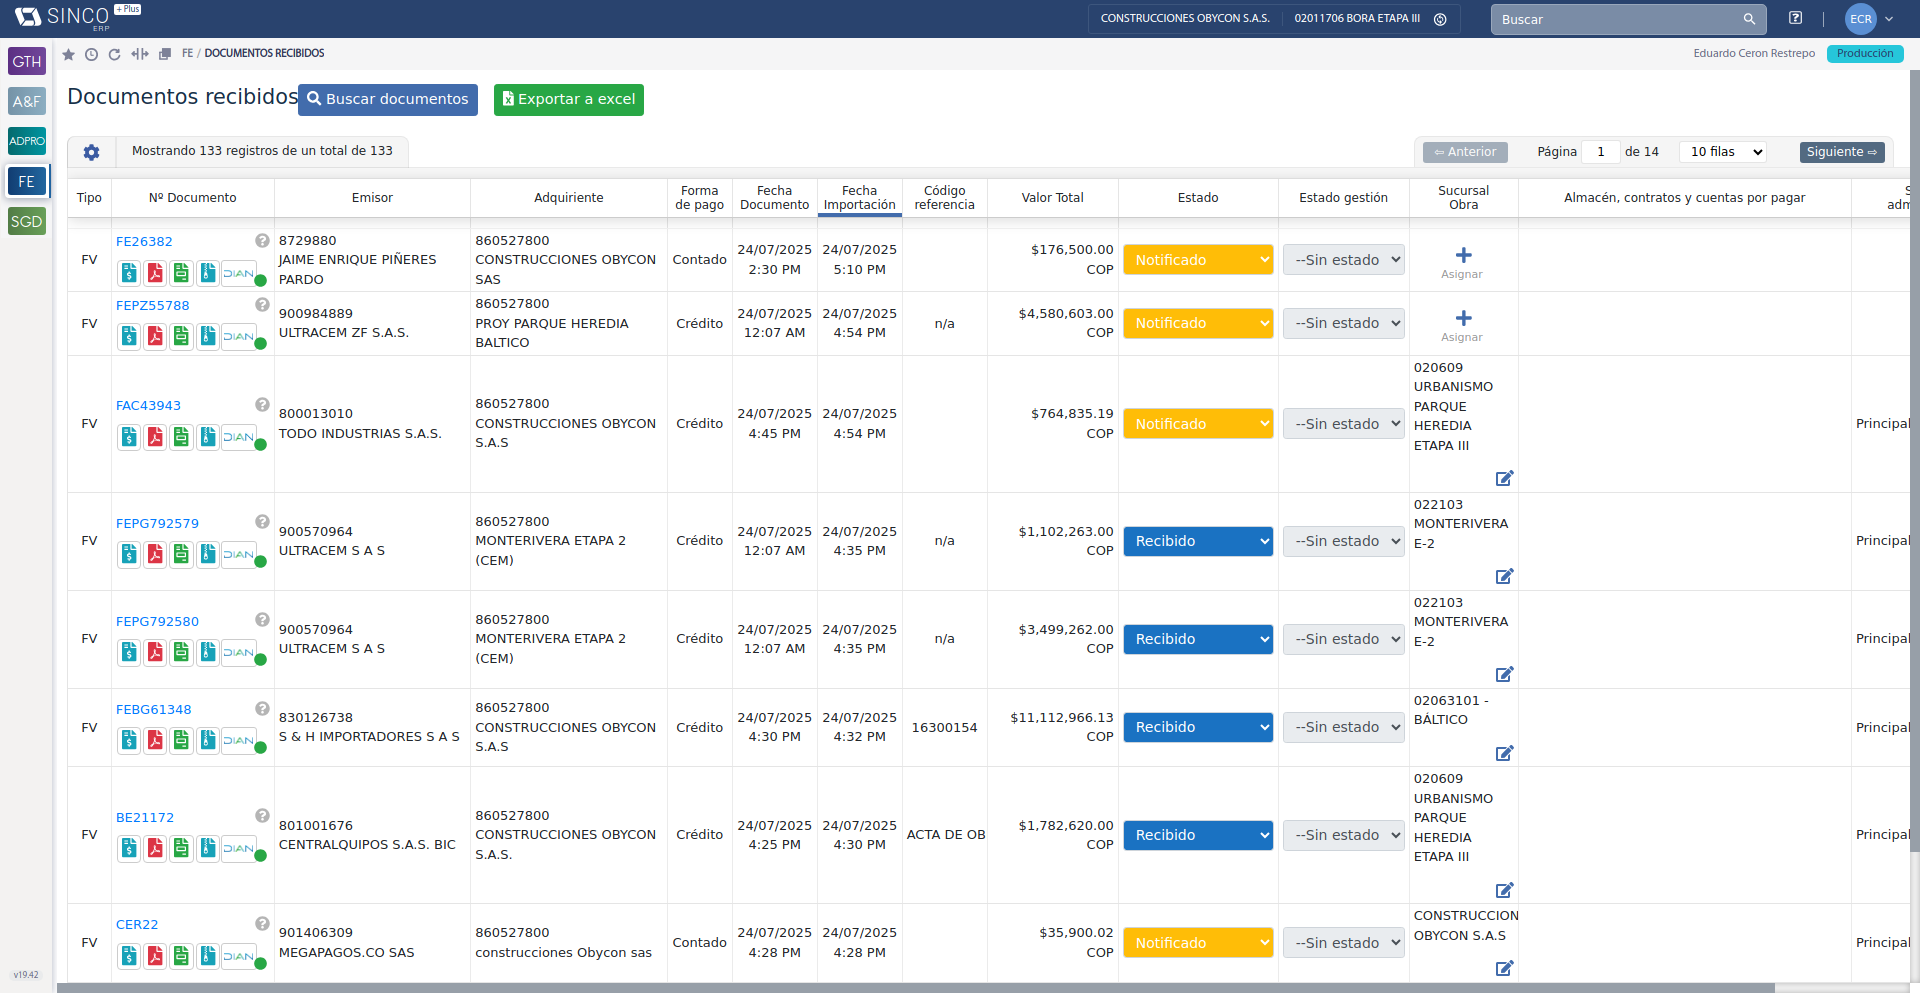 SINCO
ERP
+ Plus
CONSTRUCCIONES OBYCON S.A.S.
02011706 BORA ETAPA III
Buscar
ECR
FE / DOCUMENTOS RECIBIDOS
Eduardo Ceron Restrepo
Producción
GTH
A&F
ADPRO
FE
SGD
v19.42
Documentos recibidos
Buscar documentos
Exportar a excel
Mostrando 133 registros de un total de 133
⇦ Anterior
Página 1 de 14
10 filas
Siguiente ⇨
Tipo
Nº Documento
Emisor
Adquiriente
Forma
de pago
Fecha
Documento
Fecha
Importación
Código
referencia
Valor Total
Estado
Estado gestión
Sucursal
Obra
Almacén, contratos y cuentas por pagar
FV
FE26382
DIAN
8729880
JAIME ENRIQUE PIÑERES
PARDO
860527800
CONSTRUCCIONES OBYCON
SAS
Contado
24/07/2025
2:30 PM
24/07/2025
5:10 PM
$176,500.00
COP
Notificado
--Sin estado
Asignar
FV
FEPZ55788
DIAN
900984889
ULTRACEM ZF S.A.S.
860527800
PROY PARQUE HEREDIA
BALTICO
Crédito
24/07/2025
12:07 AM
24/07/2025
4:54 PM
n/a
$4,580,603.00
COP
Notificado
--Sin estado
Asignar
FV
FAC43943
DIAN
800013010
TODO INDUSTRIAS S.A.S.
860527800
CONSTRUCCIONES OBYCON
S.A.S
Crédito
24/07/2025
4:45 PM
24/07/2025
4:54 PM
$764,835.19
COP
Notificado
--Sin estado
020609
URBANISMO
PARQUE
HEREDIA
ETAPA III
Principal
FV
FEPG792579
DIAN
900570964
ULTRACEM S A S
860527800
MONTERIVERA ETAPA 2
(CEM)
Crédito
24/07/2025
12:07 AM
24/07/2025
4:35 PM
n/a
$1,102,263.00
COP
Recibido
--Sin estado
022103
MONTERIVERA
E-2
Principal
FV
FEPG792580
DIAN
900570964
ULTRACEM S A S
860527800
MONTERIVERA ETAPA 2
(CEM)
Crédito
24/07/2025
12:07 AM
24/07/2025
4:35 PM
n/a
$3,499,262.00
COP
Recibido
--Sin estado
022103
MONTERIVERA
E-2
Principal
FV
FEBG61348
DIAN
830126738
S & H IMPORTADORES S A S
860527800
CONSTRUCCIONES OBYCON
S.A.S
Crédito
24/07/2025
4:30 PM
24/07/2025
4:32 PM
16300154
$11,112,966.13
COP
Recibido
--Sin estado
02063101 -
BÁLTICO
Principal
FV
BE21172
DIAN
801001676
CENTRALQUIPOS S.A.S. BIC
860527800
CONSTRUCCIONES OBYCON
S.A.S.
Crédito
24/07/2025
4:25 PM
24/07/2025
4:30 PM
ACTA DE OB
$1,782,620.00
COP
Recibido
--Sin estado
020609
URBANISMO
PARQUE
HEREDIA
ETAPA III
Principal
FV
CER22
DIAN
901406309
MEGAPAGOS.CO SAS
860527800
construcciones Obycon sas
Contado
24/07/2025
4:28 PM
24/07/2025
4:28 PM
$35,900.02
COP
Notificado
--Sin estado
CONSTRUCCION
OBYCON S.A.S
Principal